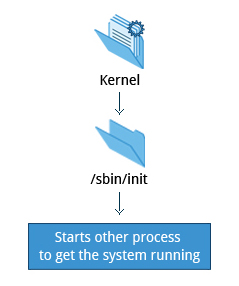 Kernel
/sbin/init
Starts other process
to get the system running